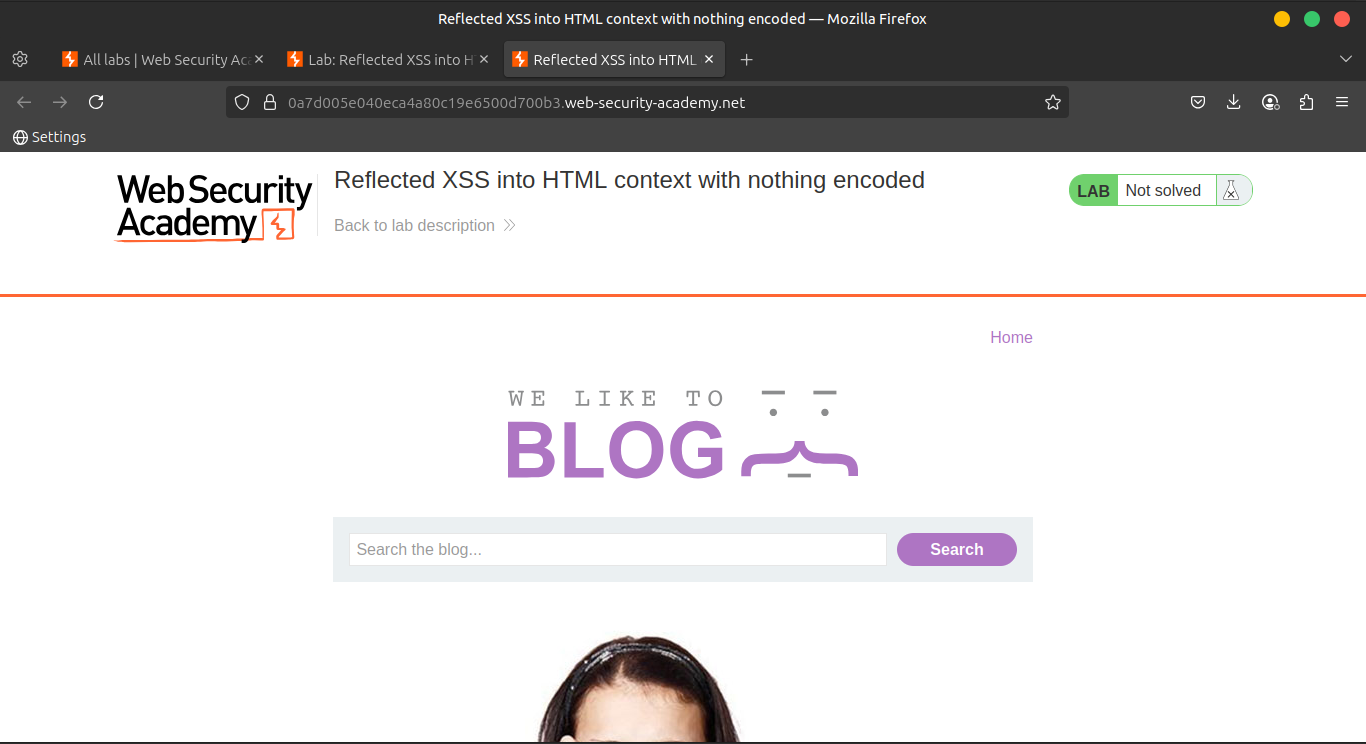 Reflected XSS into HTML context with nothing encoded — Mozilla Firefox
All labs | Web Security Ac
Lab: Reflected XSS into H
Reflected XSS into HTML
0a7d005e040eca4a80c19e6500d700b3.web-security-academy.net
Settings
Web Security
Academy
Reflected XSS into HTML context with nothing encoded
Back to lab description
LAB Not solved
Home
WE LIKE TO
BLOG
Search the blog...
Search